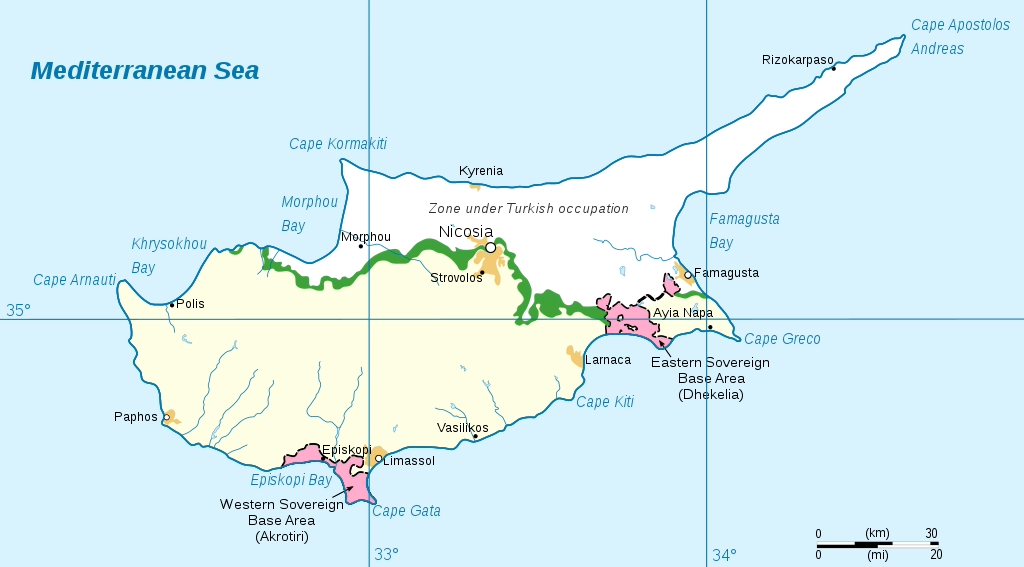 Cape Apostolos
Andreas
Rizokarpaso
Mediterranean Sea
Cape Kormakiti
Kyrenia
Morphou
Bay
Zone under Turkish occupation
Famagusta
Bay
Nicosia
Morphou
Khrysokhou
Bay
Strovolos
Famagusta
Cape Arnauti
Polis
35°
Ayia Napa
Cape Greco
Larnaca
Eastern Sovereign
Base Area
(Dhekelia)
Cape Kiti
Paphos
Vasilikos
Episkopi
Limassol
Episkopi Bay
Western Sovereign
Base Area
(Akrotiri)
Cape Gata
33°
34°
0 (km) 30
0 (mi) 20